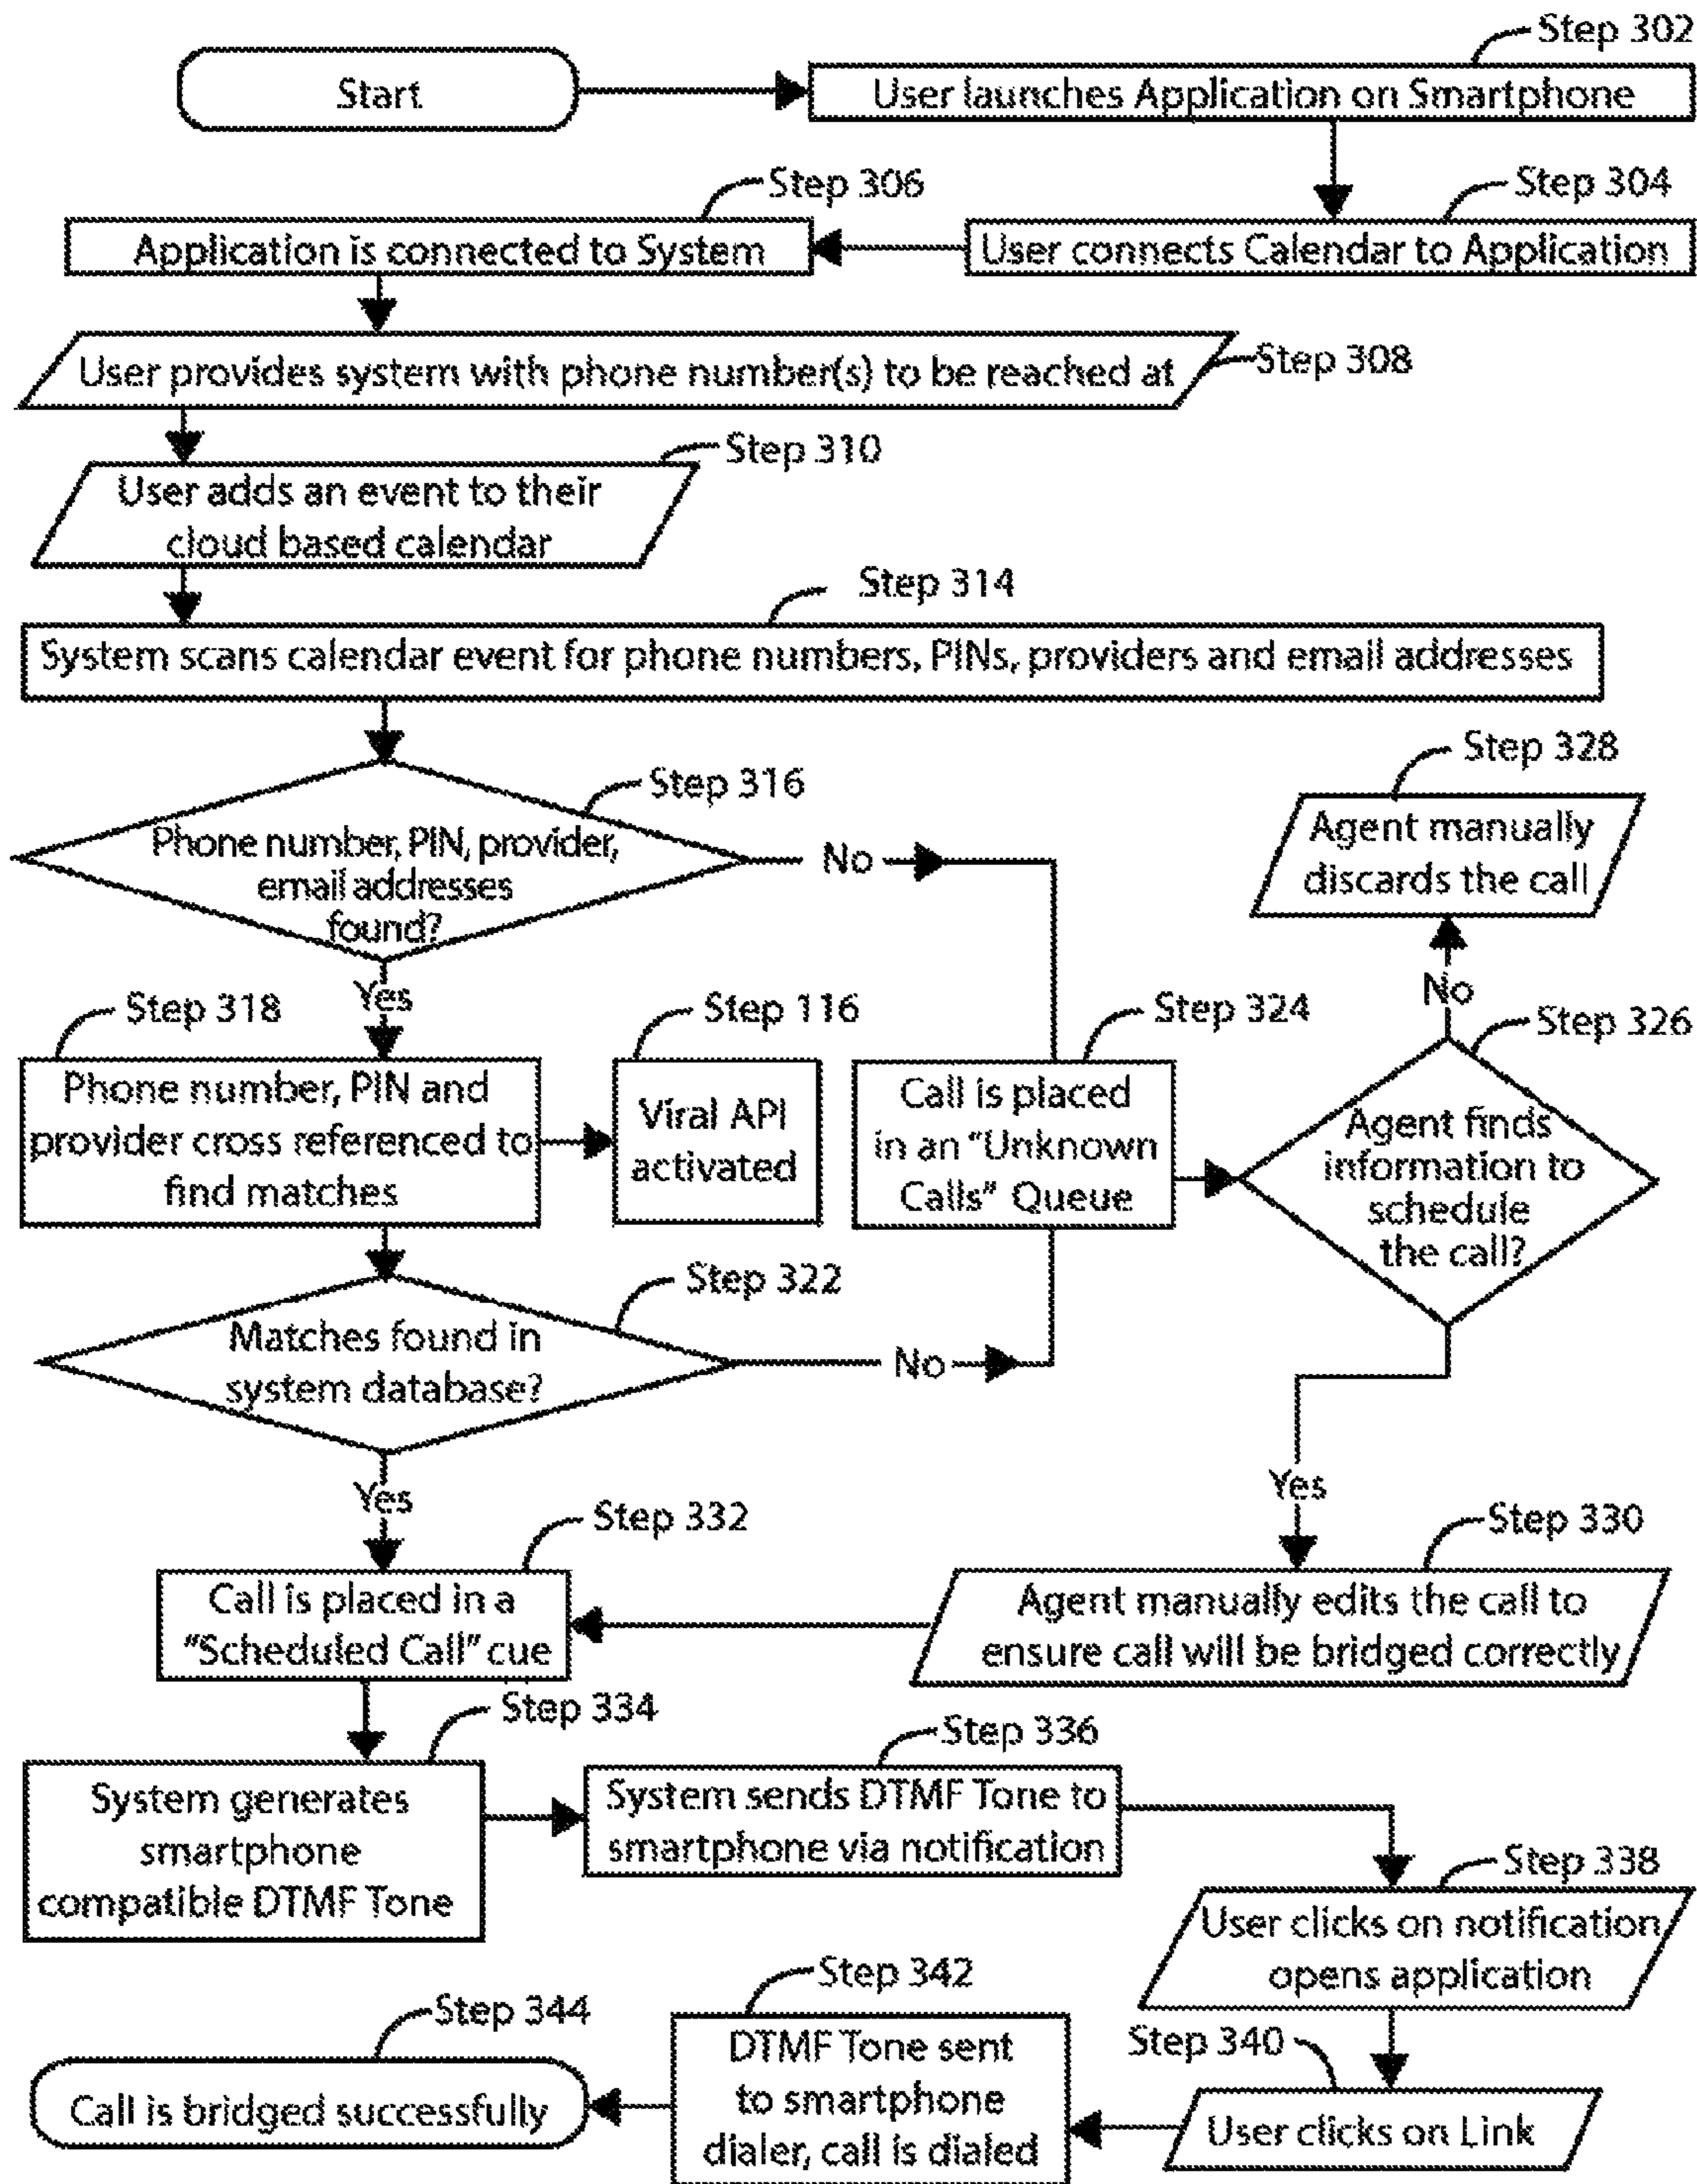 Start
Step 302
User launches Application on Smartphone
Step 304
User connects Calendar to Application
Step 306
Application is connected to System
Step 308
User provides system with phone number(s) to be reached at
Step 310
User adds an event to their
cloud based calendar
Step 314
System scans calendar event for phone numbers, PINs, providers and email addresses
Step 316
Phone number, PIN, provider,
email addresses
found?
No
Yes
Step 318
Phone number, PIN and
provider cross referenced to
find matches
Step 116
Viral API
activated
Step 324
Call is placed
in an "Unknown
Calls" Queue
Step 328
Agent manually
discards the call
No
Step 326
Agent finds
information to
schedule
the call?
Step 322
Matches found in
system database?
No
Yes
Yes
Step 332
Call is placed in a
"Scheduled Call" cue
Step 330
Agent manually edits the call to
ensure call will be bridged correctly
Step 334
System generates
smartphone
compatible DTMF Tone
Step 336
System sends DTMF Tone to
smartphone via notification
Step 338
User clicks on notification,
opens application
Step 340
User clicks on Link
Step 342
DTMF Tone sent
to smartphone
dialer, call is dialed
Step 344
Call is bridged successfully